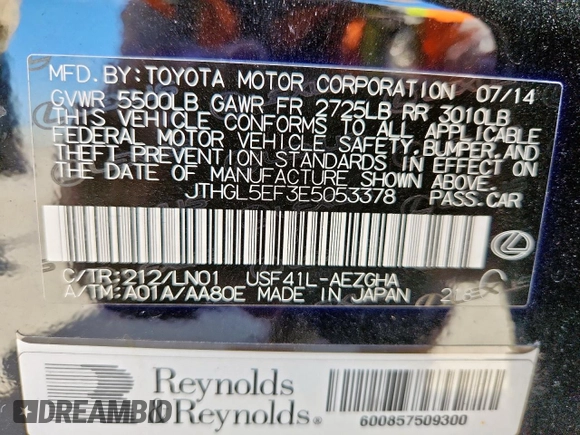 MFD. BY: TOYOTA MOTOR CORPORATION 07/14
GVWR 5500LB GAWR FR 2725LB RR 3010LB
THIS VEHICLE CONFORMS TO ALL APPLICABLE
FEDERAL MOTOR VEHICLE SAFETY, BUMPER, AND
THEFT PREVENTION STANDARDS IN EFFECT ON
THE DATE OF MANUFACTURE SHOWN ABOVE.
JTHGL5EF3E5053378 PASS. CAR
C/TR: 212/LN01 USF41L-AEZGHA
A/TM: A01A/AA80E MADE IN JAPAN
Reynolds
Reynolds®
600857509300
DREAMBID